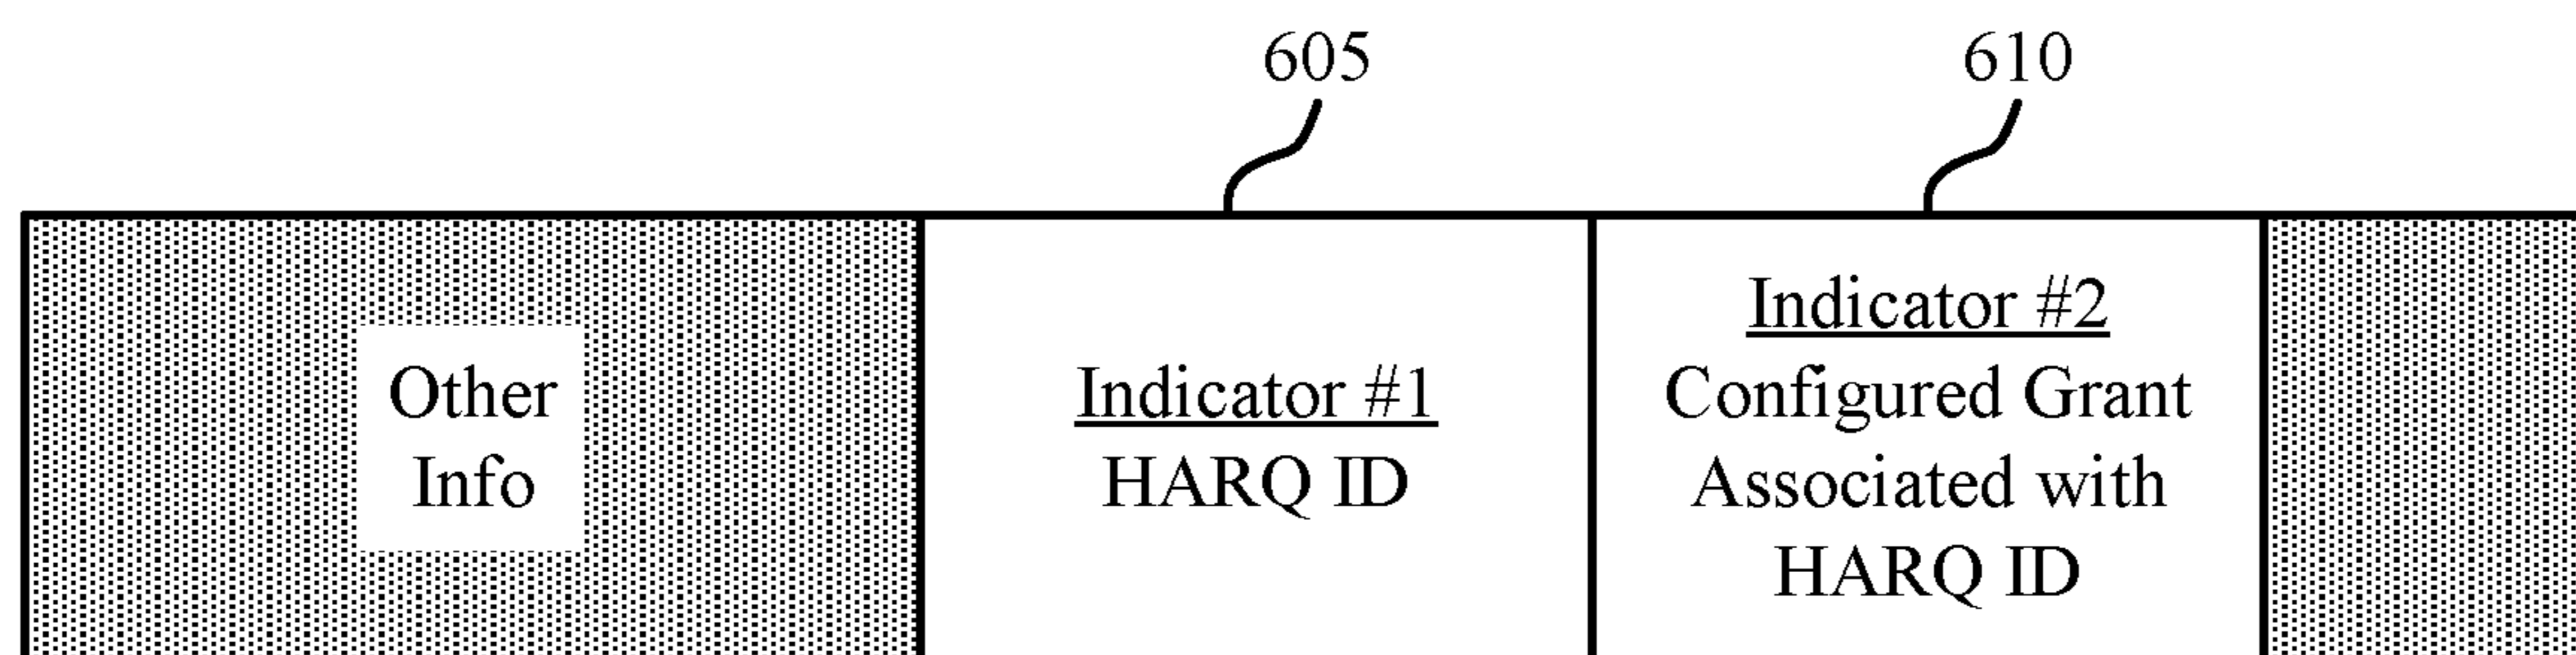 605
610
Other
Info
Indicator #1
HARQ ID
Indicator #2
Configured Grant
Associated with
HARQ ID